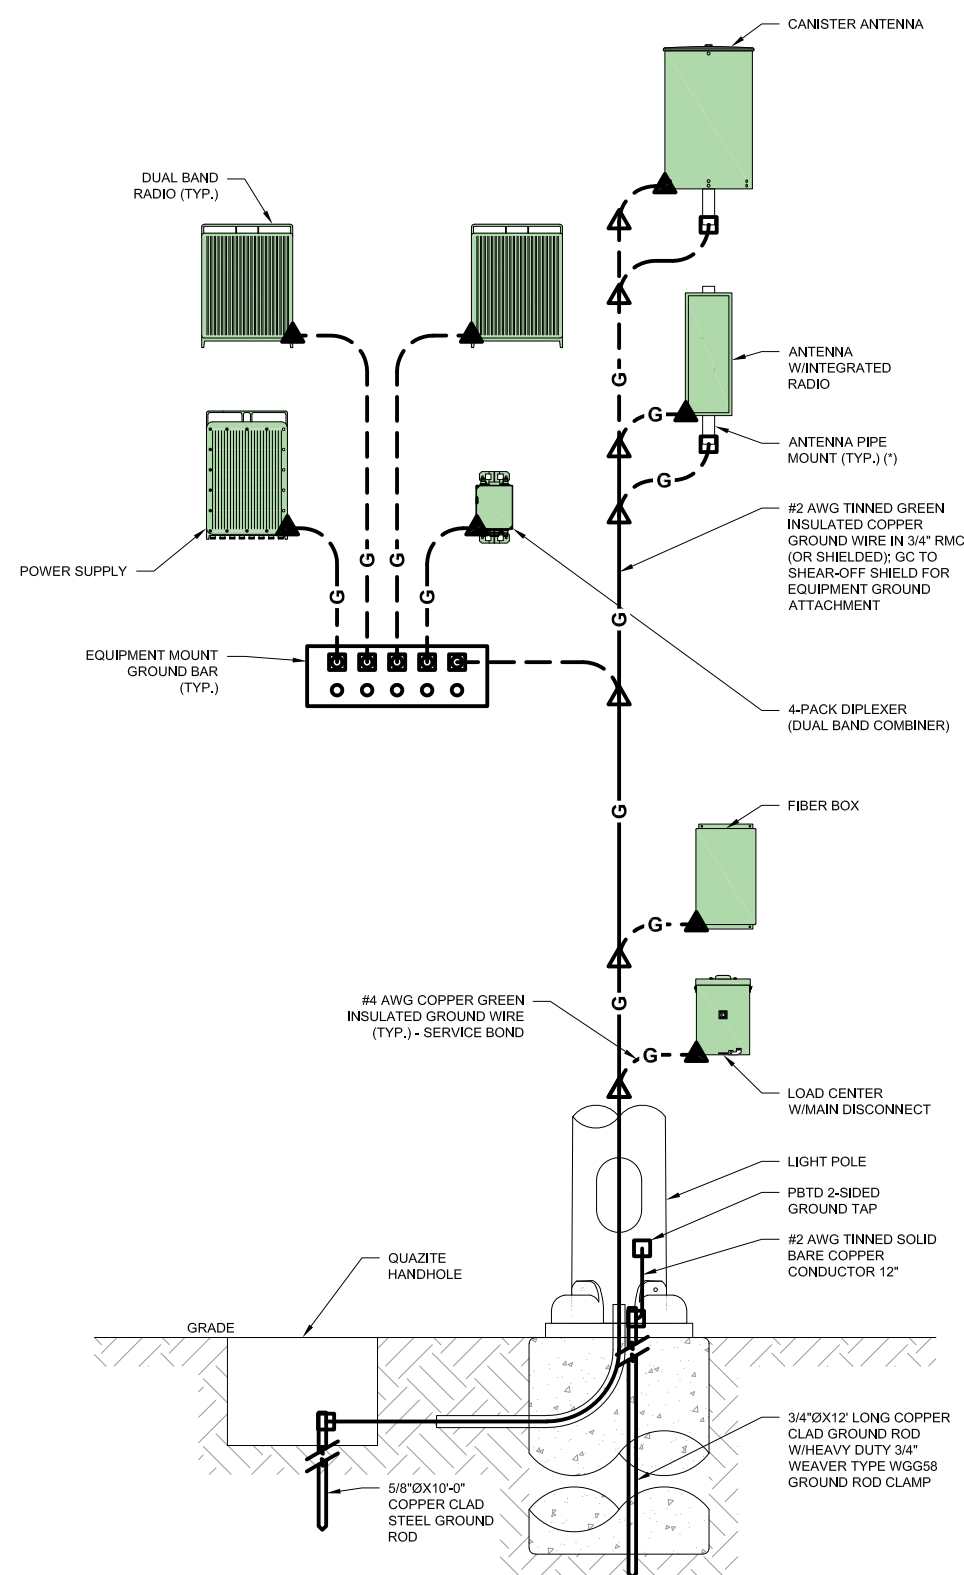 CANISTER ANTENNA
DUAL BAND
RADIO (TYP.)
ANTENNA
W/INTEGRATED
RADIO
G
G
ANTENNA PIPE
MOUNT (TYP.) (*)
G
#2 AWG TINNED GREEN
INSULATED COPPER
GROUND WIRE IN 3/4" RMC
(OR SHIELDED); GC TO
SHEAR-OFF SHIELD FOR
EQUIPMENT GROUND
ATTACHMENT
POWER SUPPLY
G
G
G
G
G
EQUIPMENT MOUNT
GROUND BAR
(TYP.)
4-PACK DIPLEXER
(DUAL BAND COMBINER)
FIBER BOX
G
G
#4 AWG COPPER GREEN
INSULATED GROUND WIRE
(TYP.) - SERVICE BOND
G
G
LOAD CENTER
W/MAIN DISCONNECT
LIGHT POLE
PBTD 2-SIDED
GROUND TAP
#2 AWG TINNED SOLID
BARE COPPER
CONDUCTOR 12"
QUAZITE
HANDHOLE
GRADE
3/4"ØX12' LONG COPPER
CLAD GROUND ROD
W/HEAVY DUTY 3/4"
WEAVER TYPE WGG58
GROUND ROD CLAMP
5/8"ØX10'-0"
COPPER CLAD
STEEL GROUND
ROD